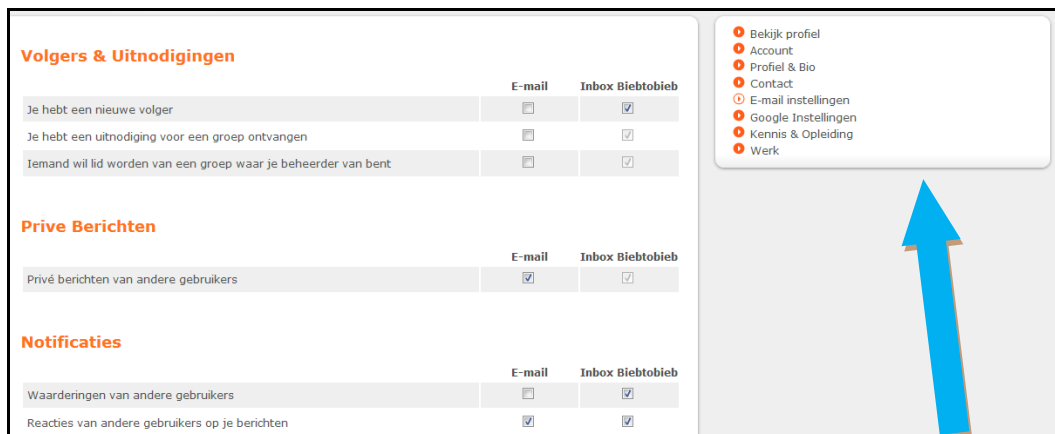 Volgers & Uitnodigingen
E-mail Inbox Biebtobieb
Je hebt een nieuwe volger
Je hebt een uitnodiging voor een groep ontvangen
Iemand wil lid worden van een groep waar je beheerder van bent
Prive Berichten
E-mail Inbox Biebtobieb
Privé berichten van andere gebruikers
Notificaties
E-mail Inbox Biebtobieb
Waarderingen van andere gebruikers
Reacties van andere gebruikers op je berichten
Bekijk profiel
Account
Profiel & Bio
Contact
E-mail instellingen
Google Instellingen
Kennis & Opleiding
Werk